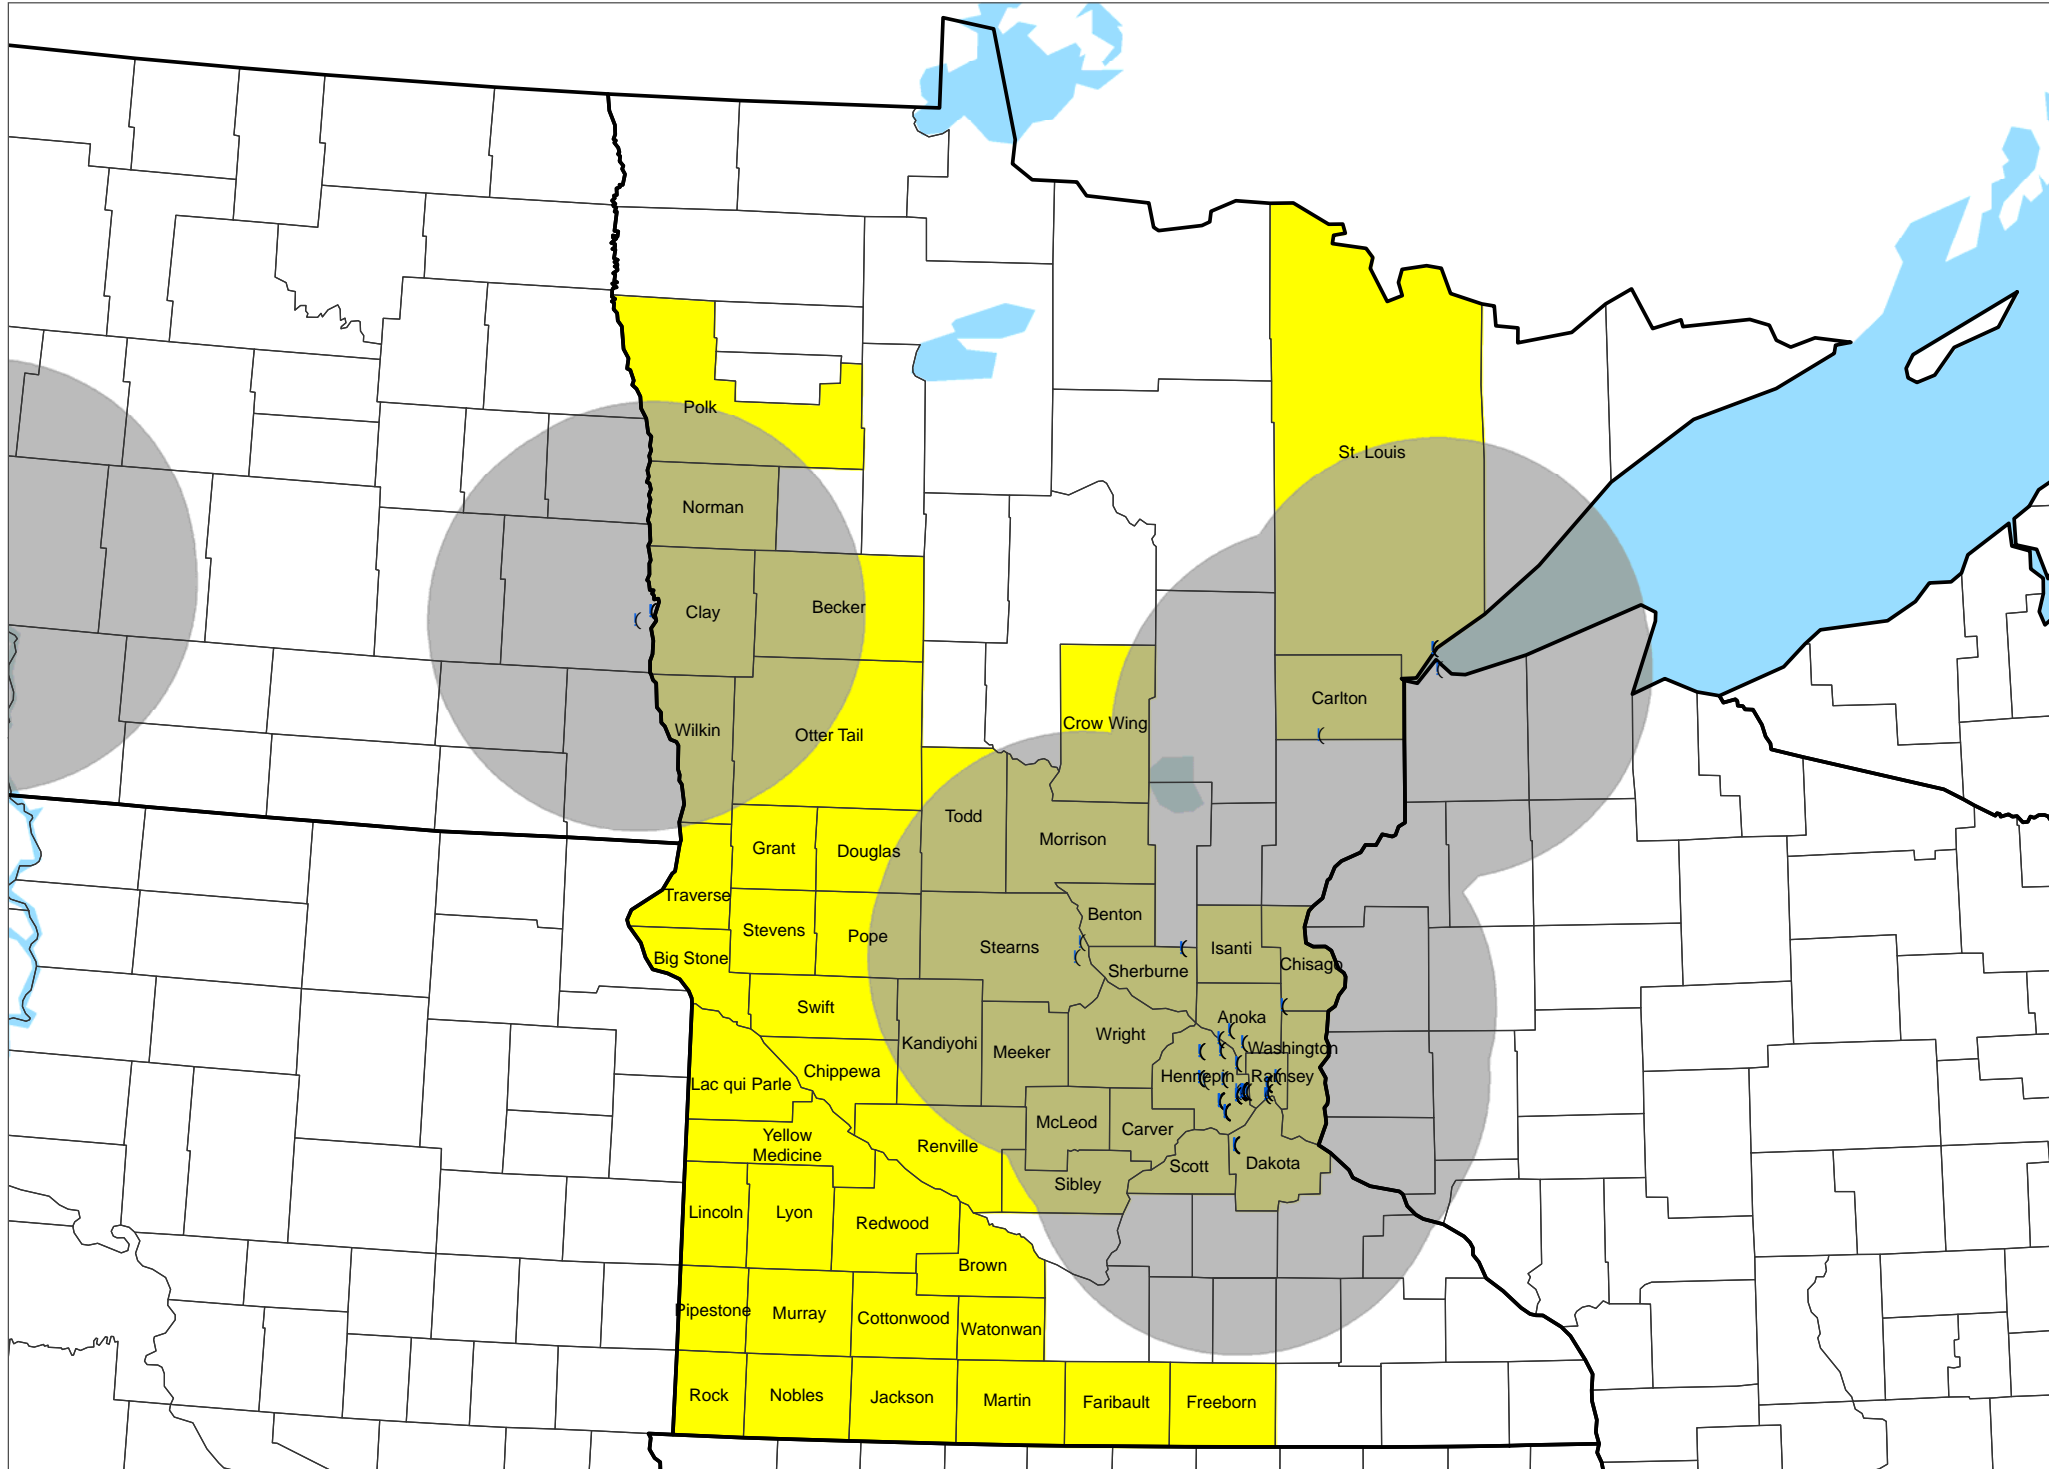 Polk
St. Louis
Norman
Clay
Becker
Carlton
Crow Wing
Wilkin
Otter Tail
Todd
Morrison
Grant
Douglas
Traverse
Benton
Stevens
Pope
Stearns
Isanti
Big Stone
Sherburne
Chisago
Swift
Anoka
Wright
Kandiyohi
Meeker
Washington
Chippewa
Lac qui Parle
Hennepin
Ramsey
McLeod
Carver
Yellow
Medicine
Renville
Scott
Dakota
Sibley
Lincoln
Lyon
Redwood
Brown
Pipestone
Murray
Cottonwood
Watonwan
Rock
Nobles
Jackson
Martin
Faribault
Freeborn